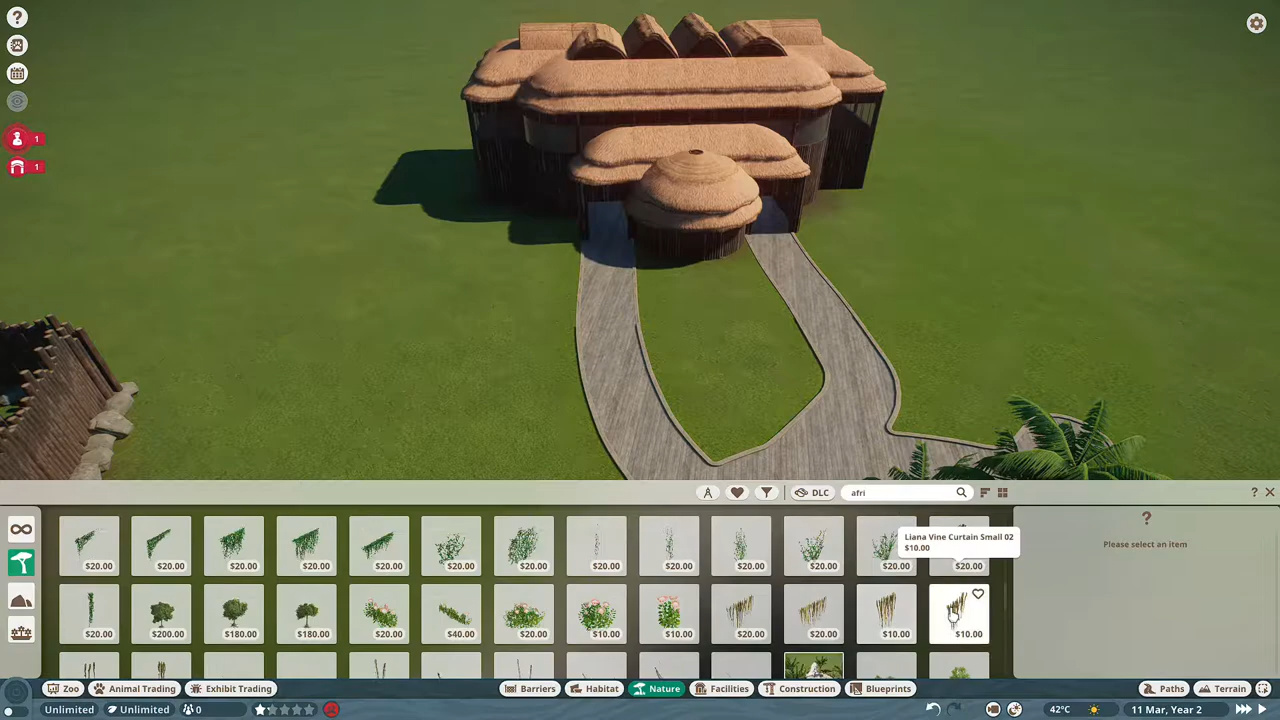 ?
1
1
DLC
afri
?
Liana Vine Curtain Small 02
$10.00
?
Please select an item
$20.00 $20.00 $20.00 $20.00 $20.00 $20.00 $20.00 $20.00 $20.00 $20.00 $20.00 $20.00 $20.00
$20.00 $200.00 $180.00 $180.00 $20.00 $40.00 $20.00 $10.00 $10.00 $20.00 $20.00 $10.00 $10.00
Zoo Animal Trading Exhibit Trading Barriers Habitat Nature Facilities Construction Blueprints Paths Terrain
Unlimited Unlimited 0 42°C 11 Mar, Year 2